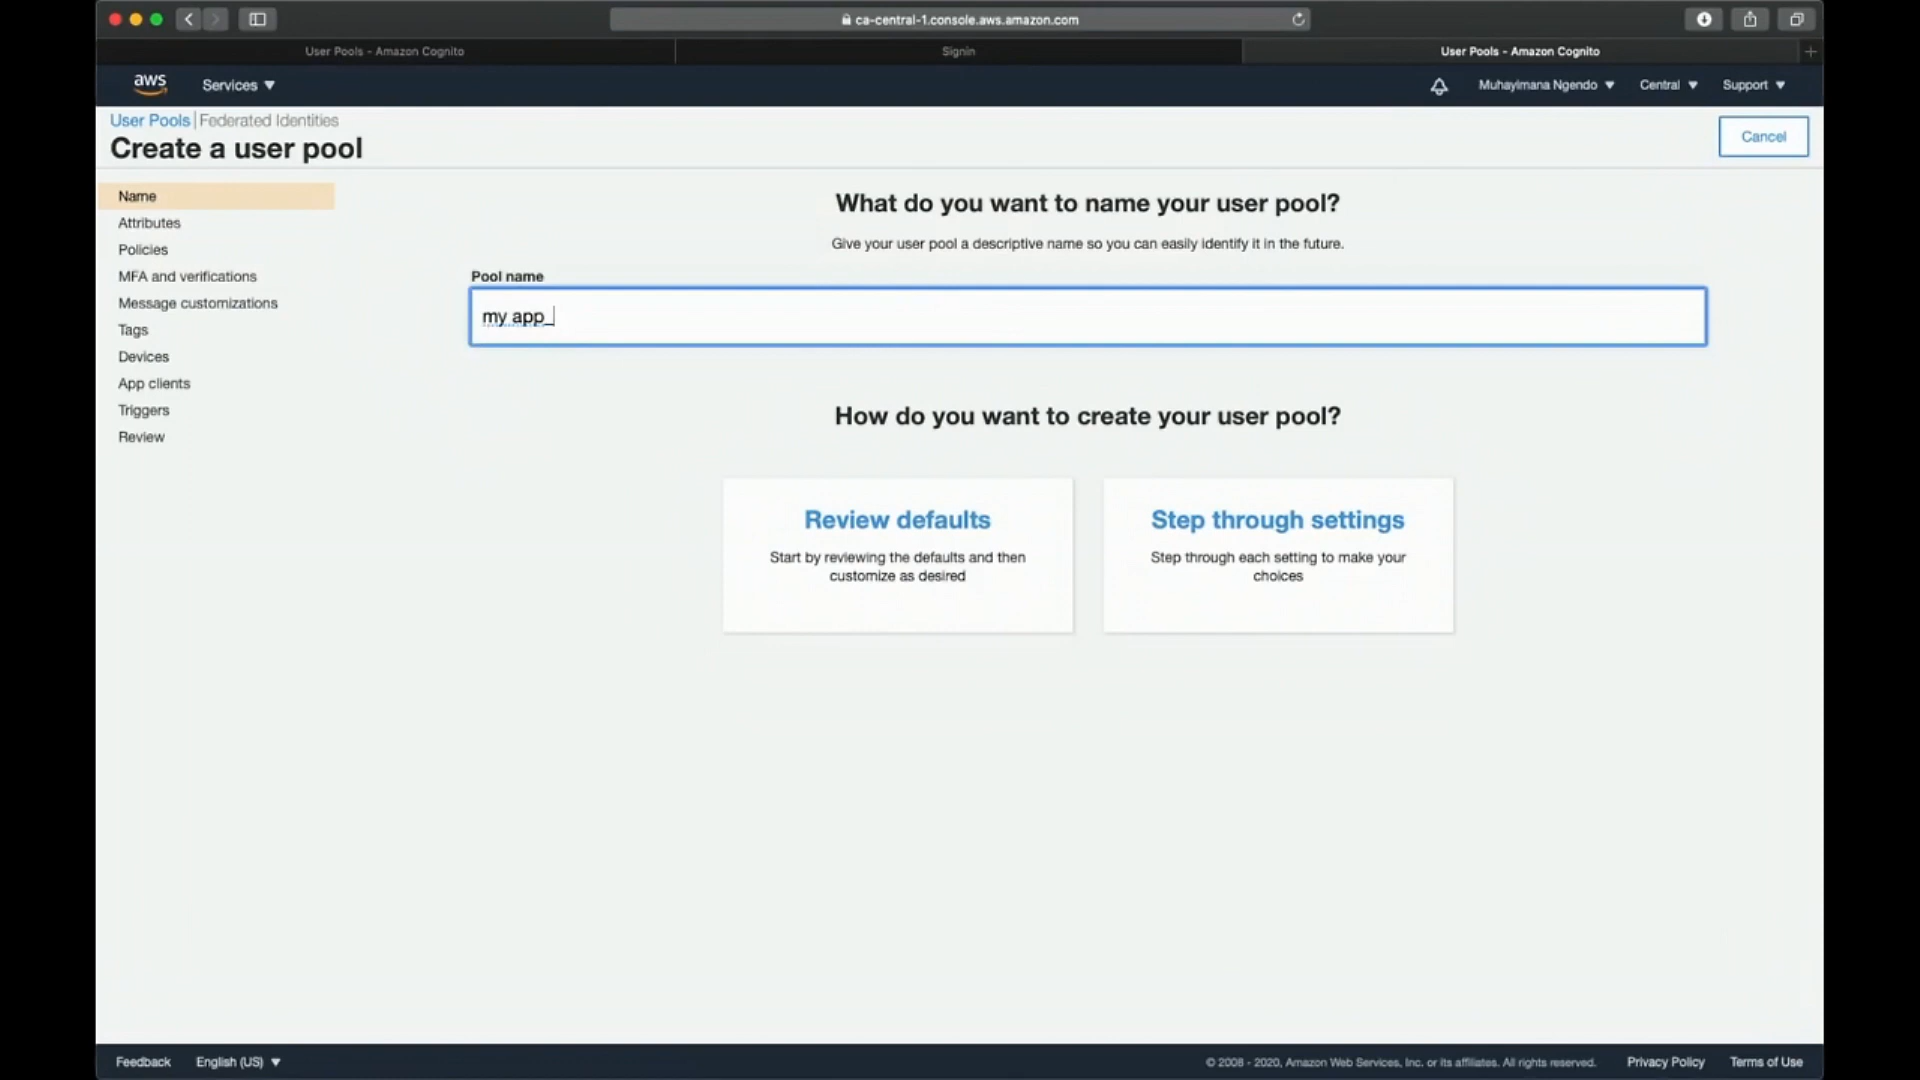 ca-central-1.console.aws.amazon.com
User Pools - Amazon Cognito
Signin
User Pools - Amazon Cognito
aws
Services
Muhayimana Ngendo
Central
Support
User Pools | Federated Identities
Create a user pool
Cancel
Name
Attributes
Policies
MFA and verifications
Message customizations
Tags
Devices
App clients
Triggers
Review
What do you want to name your user pool?
Give your user pool a descriptive name so you can easily identify it in the future.
Pool name
my app_
How do you want to create your user pool?
Review defaults
Start by reviewing the defaults and then
customize as desired
Step through settings
Step through each setting to make your
choices
Feedback
English (US)
© 2008 - 2020, Amazon Web Services, Inc. or its affiliates. All rights reserved.
Privacy Policy
Terms of Use